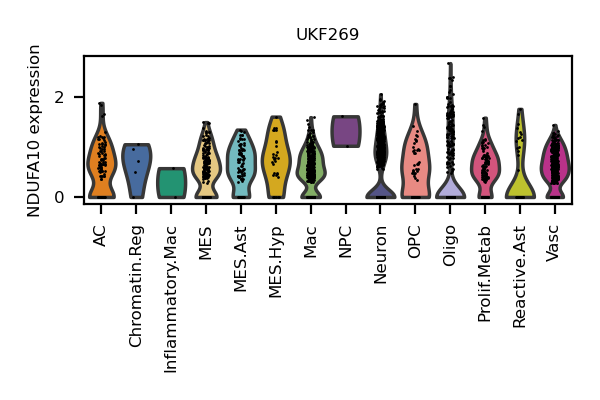 UKF269
NDUFA10 expression
2
0
AC
Chromatin.Reg
Inflammatory.Mac
MES
MES.Ast
MES.Hyp
Mac
NPC
Neuron
OPC
Oligo
Prolif.Metab
Reactive.Ast
Vasc